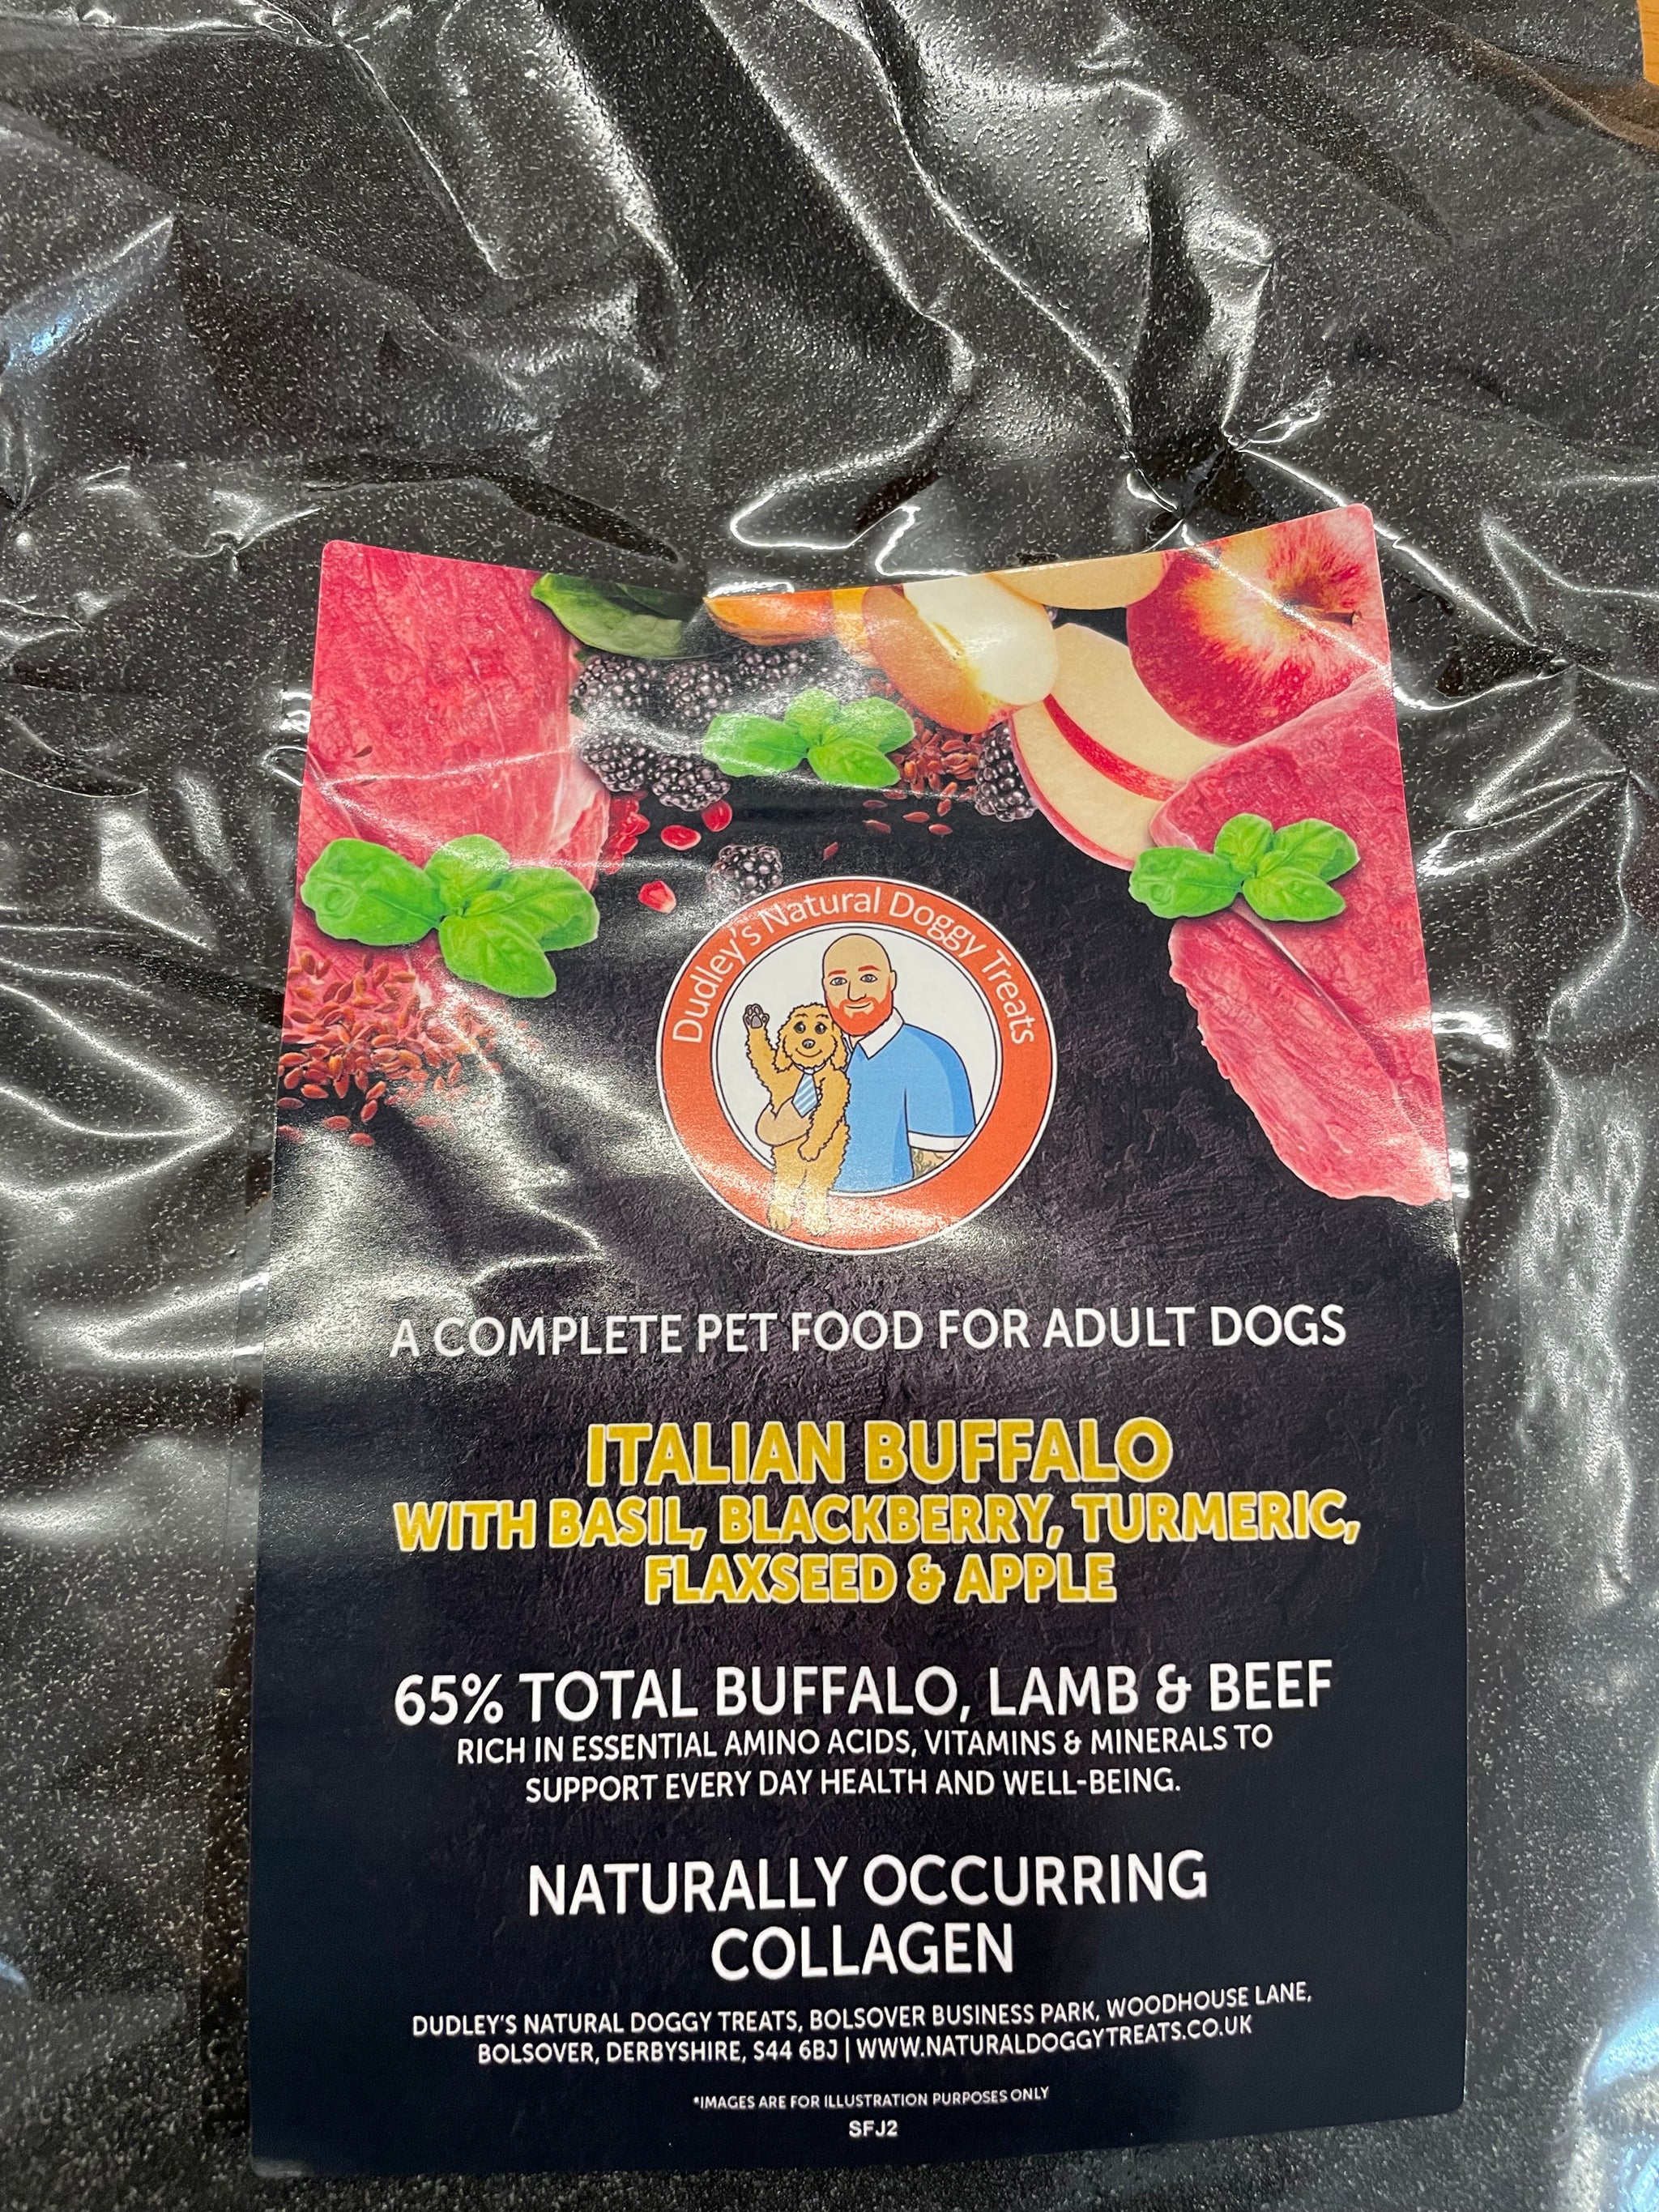 Dudley's Natural Doggy Treats
A COMPLETE PET FOOD FOR ADULT DOGS
ITALIAN BUFFALO
WITH BASIL, BLACKBERRY, TURMERIC,
FLAXSEED & APPLE
65% TOTAL BUFFALO, LAMB & BEEF
RICH IN ESSENTIAL AMINO ACIDS, VITAMINS & MINERALS TO
SUPPORT EVERY DAY HEALTH AND WELL-BEING.
NATURALLY OCCURRING
COLLAGEN
DUDLEY'S NATURAL DOGGY TREATS, BOLSOVER BUSINESS PARK, WOODHOUSE LANE,
BOLSOVER, DERBYSHIRE, S44 6BJ | WWW.NATURALDOGGYTREATS.CO.UK
*IMAGES ARE FOR ILLUSTRATION PURPOSES ONLY
SFJ2